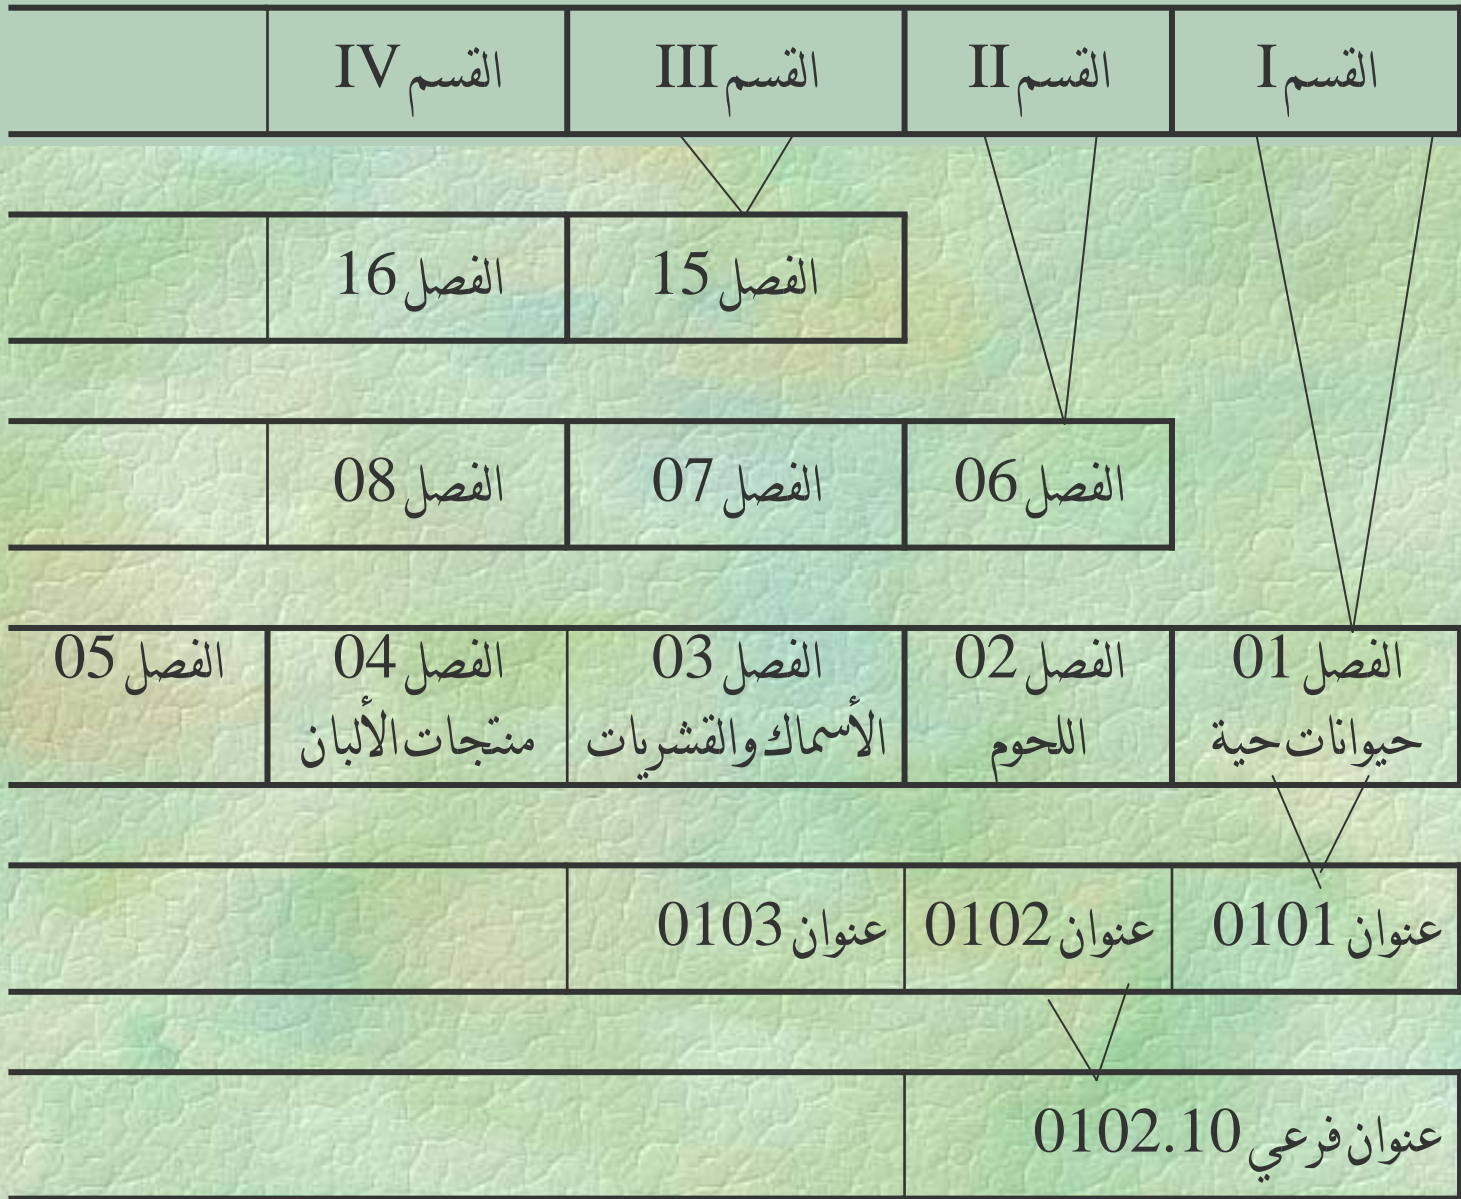 القسم I
القسم II
القسم III
القسم IV
الفصل 15
الفصل 16
الفصل 06
الفصل 07
الفصل 08
الفصل 01
حيوانات حية
الفصل 02
اللحوم
الفصل 03
الأسماك والقشريات
الفصل 04
منتجات الألبان
الفصل 05
عنوان 0101
عنوان 0102
عنوان 0103
عنوان فرعي 0102.10